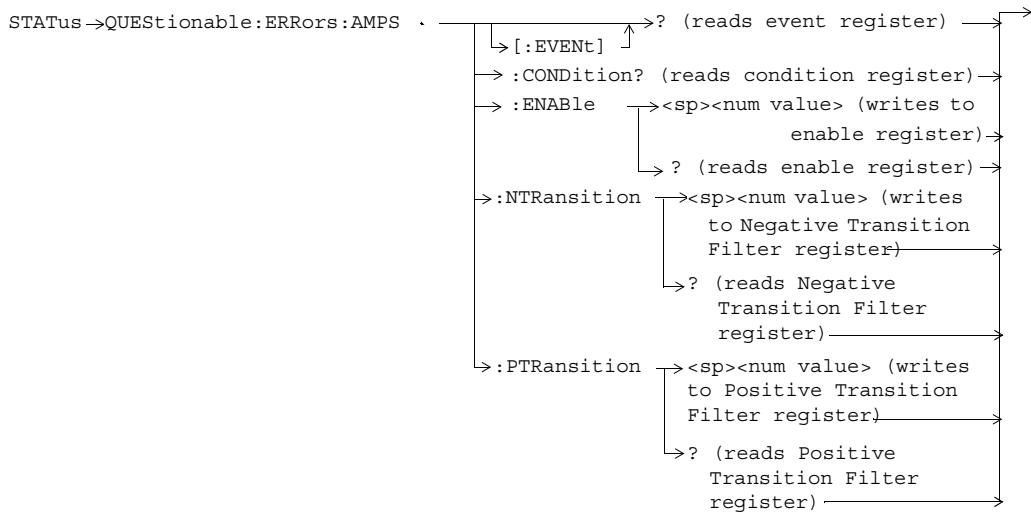 STATus QUEStionable:ERRors:AMPS ? (reads event register)
[:EVENt]
:CONDition? (reads condition register)
:ENABle <sp><num value> (writes to
enable register)
? (reads enable register)
:NTRansition <sp><num value> (writes
to Negative Transition
Filter register)
? (reads Negative
Transition Filter
register)
:PTRansition <sp><num value> (writes
to Positive Transition
Filter register)
? (reads Positive
Transition Filter
register)